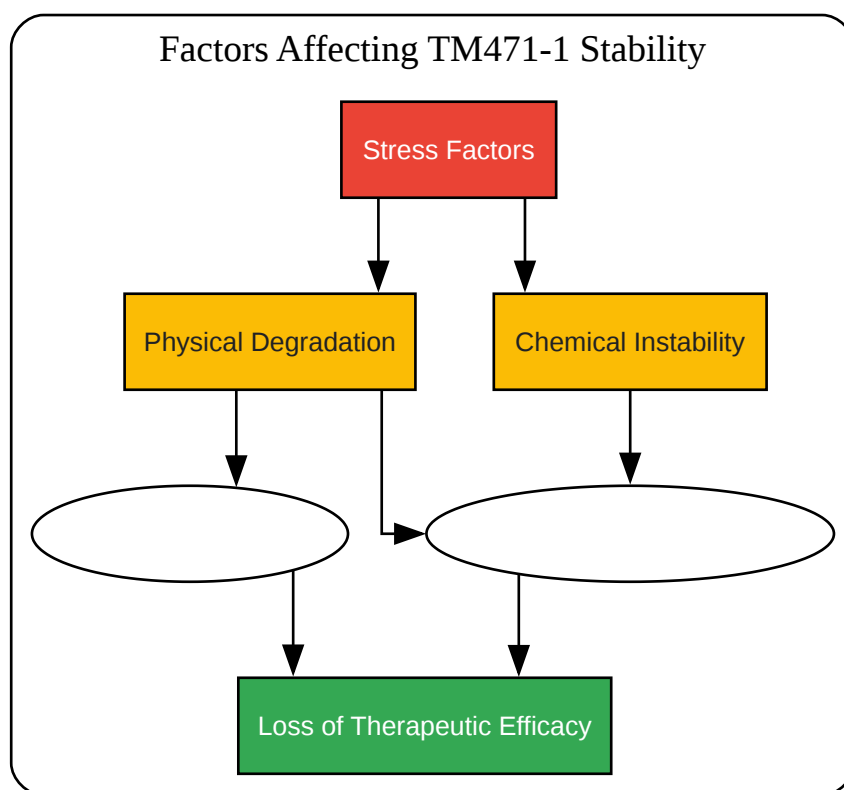 Factors Affecting TM471-1 Stability
Stress Factors
Physical Degradation
Chemical Instability
Loss of Therapeutic Efficacy